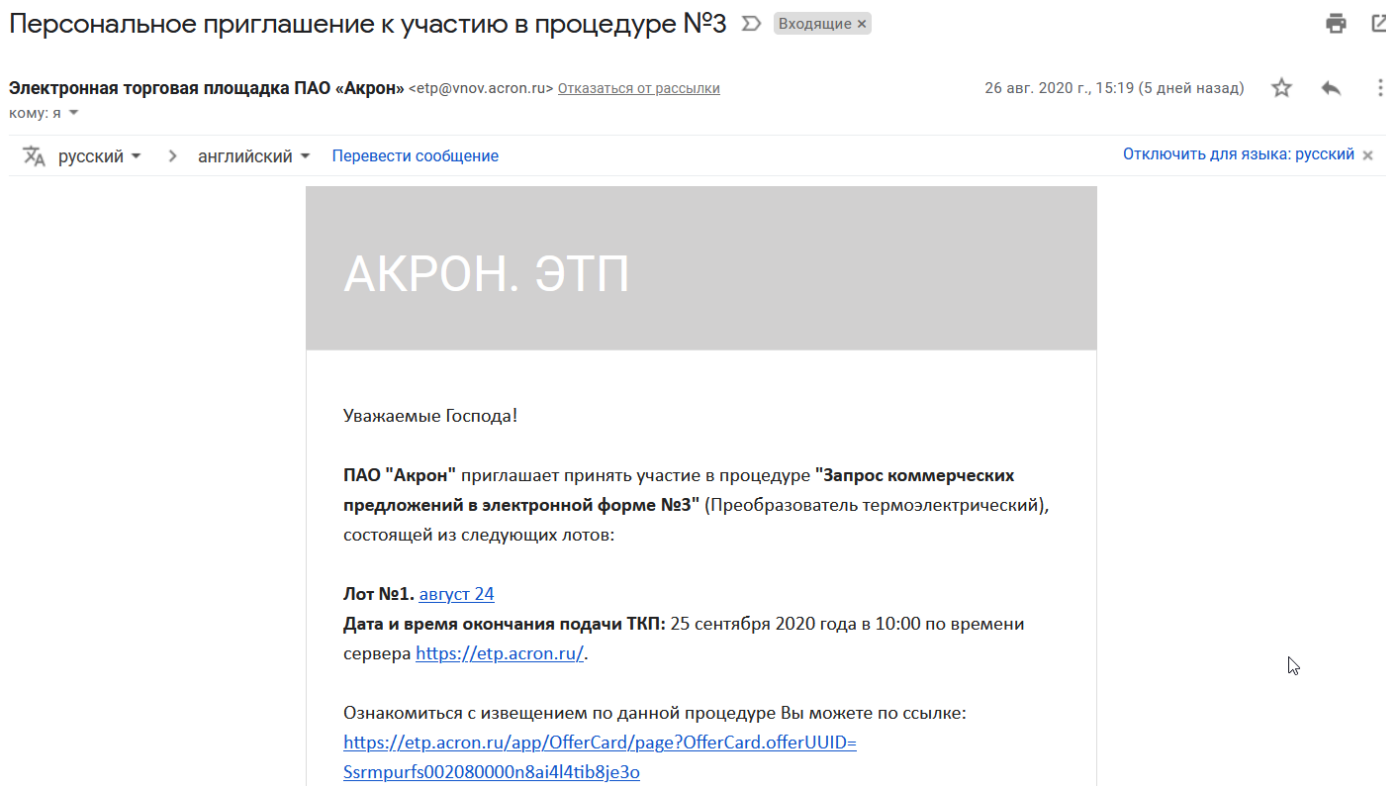 Персональное приглашение к участию в процедуре №3 Входящие ×
Электронная торговая площадка ПАО «Акрон» <etp@vnov.acron.ru> Отказаться от рассылки 26 авг. 2020 г., 15:19 (5 дней назад)
кому: я
русский > английский Перевести сообщение Отключить для языка: русский ×
АКРОН. ЭТП
Уважаемые Господа!
ПАО "Акрон" приглашает принять участие в процедуре "Запрос коммерческих
предложений в электронной форме №3" (Преобразователь термоэлектрический),
состоящей из следующих лотов:
Лот №1. август 24
Дата и время окончания подачи ТКП: 25 сентября 2020 года в 10:00 по времени
сервера https://etp.acron.ru/.
Ознакомиться с извещением по данной процедуре Вы можете по ссылке:
https://etp.acron.ru/app/OfferCard/page?OfferCard.offerUUID=
Ssrmpurfs002080000n8ai4l4tib8je3o